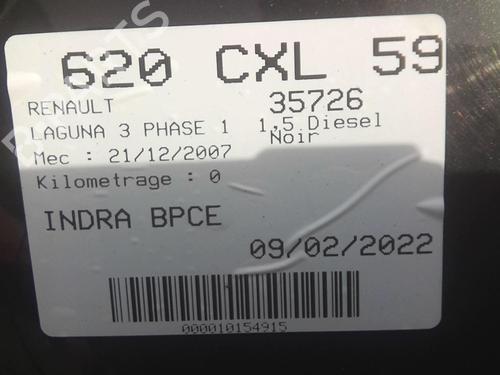 620 CXL 59
RENAULT 35726
LAGUNA 3 PHASE 1 1,5 Diesel
Mec : 21/12/2007 Noir
Kilometrage : 0
INDRA BPCE
09/02/2022
000010154915